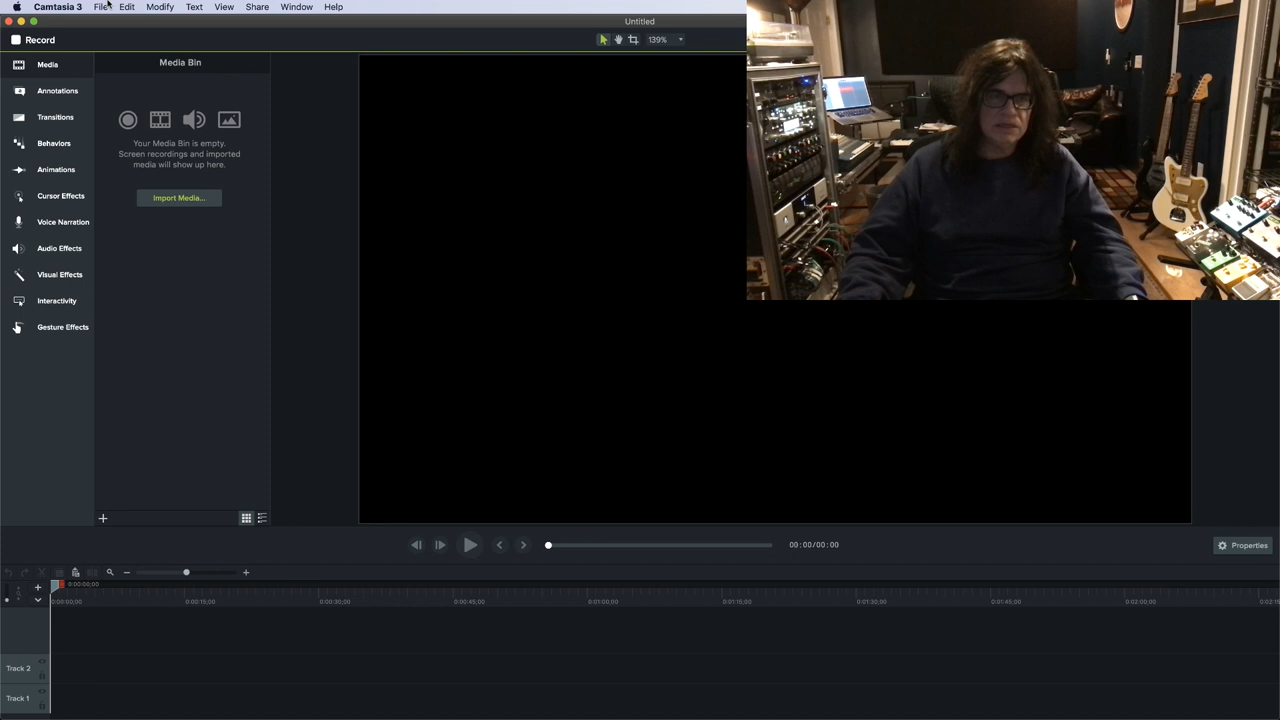 Camtasia 3 File Edit Modify Text View Share Window Help
Untitled
Record
139%
Media
Annotations
Transitions
Behaviors
Animations
Cursor Effects
Voice Narration
Audio Effects
Visual Effects
Interactivity
Gesture Effects
Media Bin
Your Media Bin is empty.
Screen recordings and imported
media will show up here.
Import Media...
00:00/00:00
Properties
0:00:00;00
0:00:00;00 0:00:15;00 0:00:30;00 0:00:45;00 0:01:00;00 0:01:15;00 0:01:30;00 0:01:45;00 0:02:00;00
Track 2
Track 1